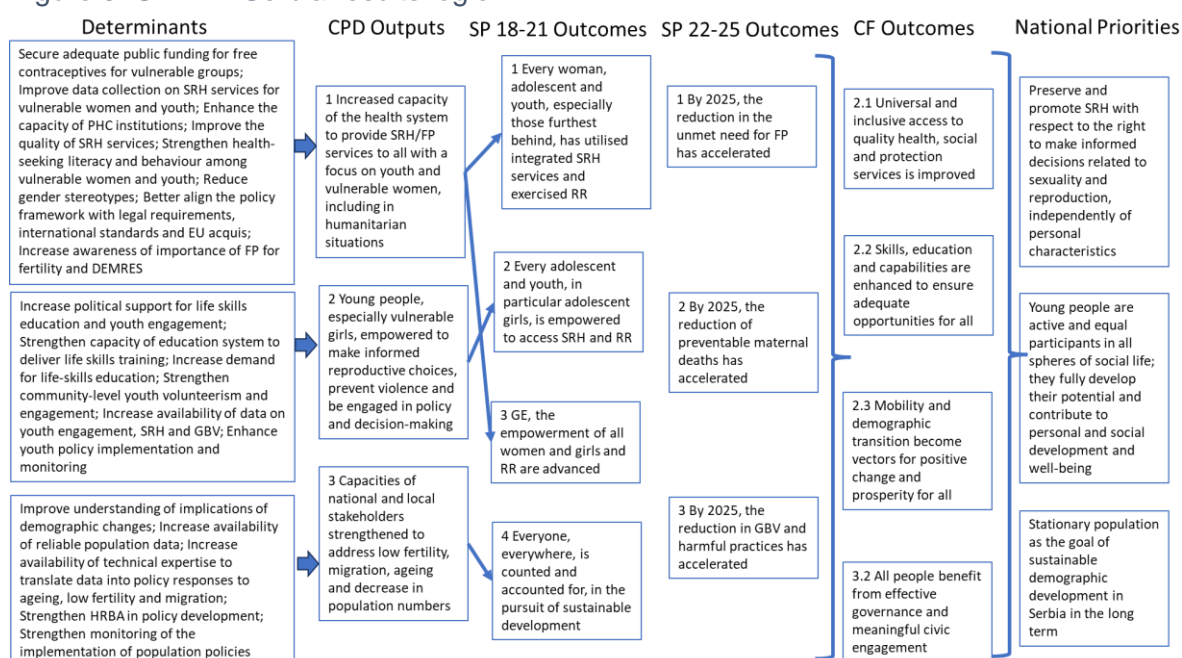 Determinants
CPD Outputs
SP 18-21 Outcomes
SP 22-25 Outcomes
CF Outcomes
National Priorities
Secure adequate public funding for free
contraceptives for vulnerable groups;
Improve data collection on SRH services for
vulnerable women and youth; Enhance the
capacity of PHC institutions; Improve the
quality of SRH services; Strengthen health-
seeking literacy and behaviour among
vulnerable women and youth; Reduce
gender stereotypes; Better align the policy
framework with legal requirements,
international standards and EU acquis;
Increase awareness of importance of FP for
fertility and DEMRES
Increase political support for life skills
education and youth engagement;
Strengthen capacity of education system to
deliver life skills training; Increase demand
for life-skills education; Strengthen
community-level youth volunteerism and
engagement; Increase availability of data on
youth engagement, SRH and GBV; Enhance
youth policy implementation and
monitoring
Improve understanding of implications of
demographic changes; Increase availability
of reliable population data; Increase
availability of technical expertise to
translate data into policy responses to
ageing, low fertility and migration;
Strengthen HRBA in policy development;
Strengthen monitoring of the
implementation of population policies
1 Increased capacity
of the health system
to provide SRH/FP
services to all with a
focus on youth and
vulnerable women,
including in
humanitarian
situations
2 Young people,
especially vulnerable
girls, empowered to
make informed
reproductive choices,
prevent violence and
be engaged in policy
and decision-making
3 Capacities of
national and local
stakeholders
strengthened to
address low fertility,
migration, ageing
and decrease in
population numbers
1 Every woman,
adolescent and
youth, especially
those furthest
behind, has utilised
integrated SRH
services and
exercised RR
2 Every adolescent
and youth, in
particular adolescent
girls, is empowered
to access SRH and RR
3 GE, the
empowerment of all
women and girls and
RR are advanced
4 Everyone,
everywhere, is
counted and
accounted for, in the
pursuit of sustainable
development
1 By 2025, the
reduction in the
unmet need for FP
has accelerated
2 By 2025, the
reduction of
preventable maternal
deaths has
accelerated
3 By 2025, the
reduction in GBV and
harmful practices has
accelerated
2.1 Universal and
inclusive access to
quality health, social
and protection
services is improved
2.2 Skills, education
and capabilities are
enhanced to ensure
adequate
opportunities for all
2.3 Mobility and
demographic
transition become
vectors for positive
change and
prosperity for all
3.2 All people benefit
from effective
governance and
meaningful civic
engagement
Preserve and
promote SRH with
respect to the right
to make informed
decisions related to
sexuality and
reproduction,
independently of
personal
characteristics
Young people are
active and equal
participants in all
spheres of social life;
they fully develop
their potential and
contribute to
personal and social
development and
well-being
Stationary population
as the goal of
sustainable
demographic
development in
Serbia in the long
term